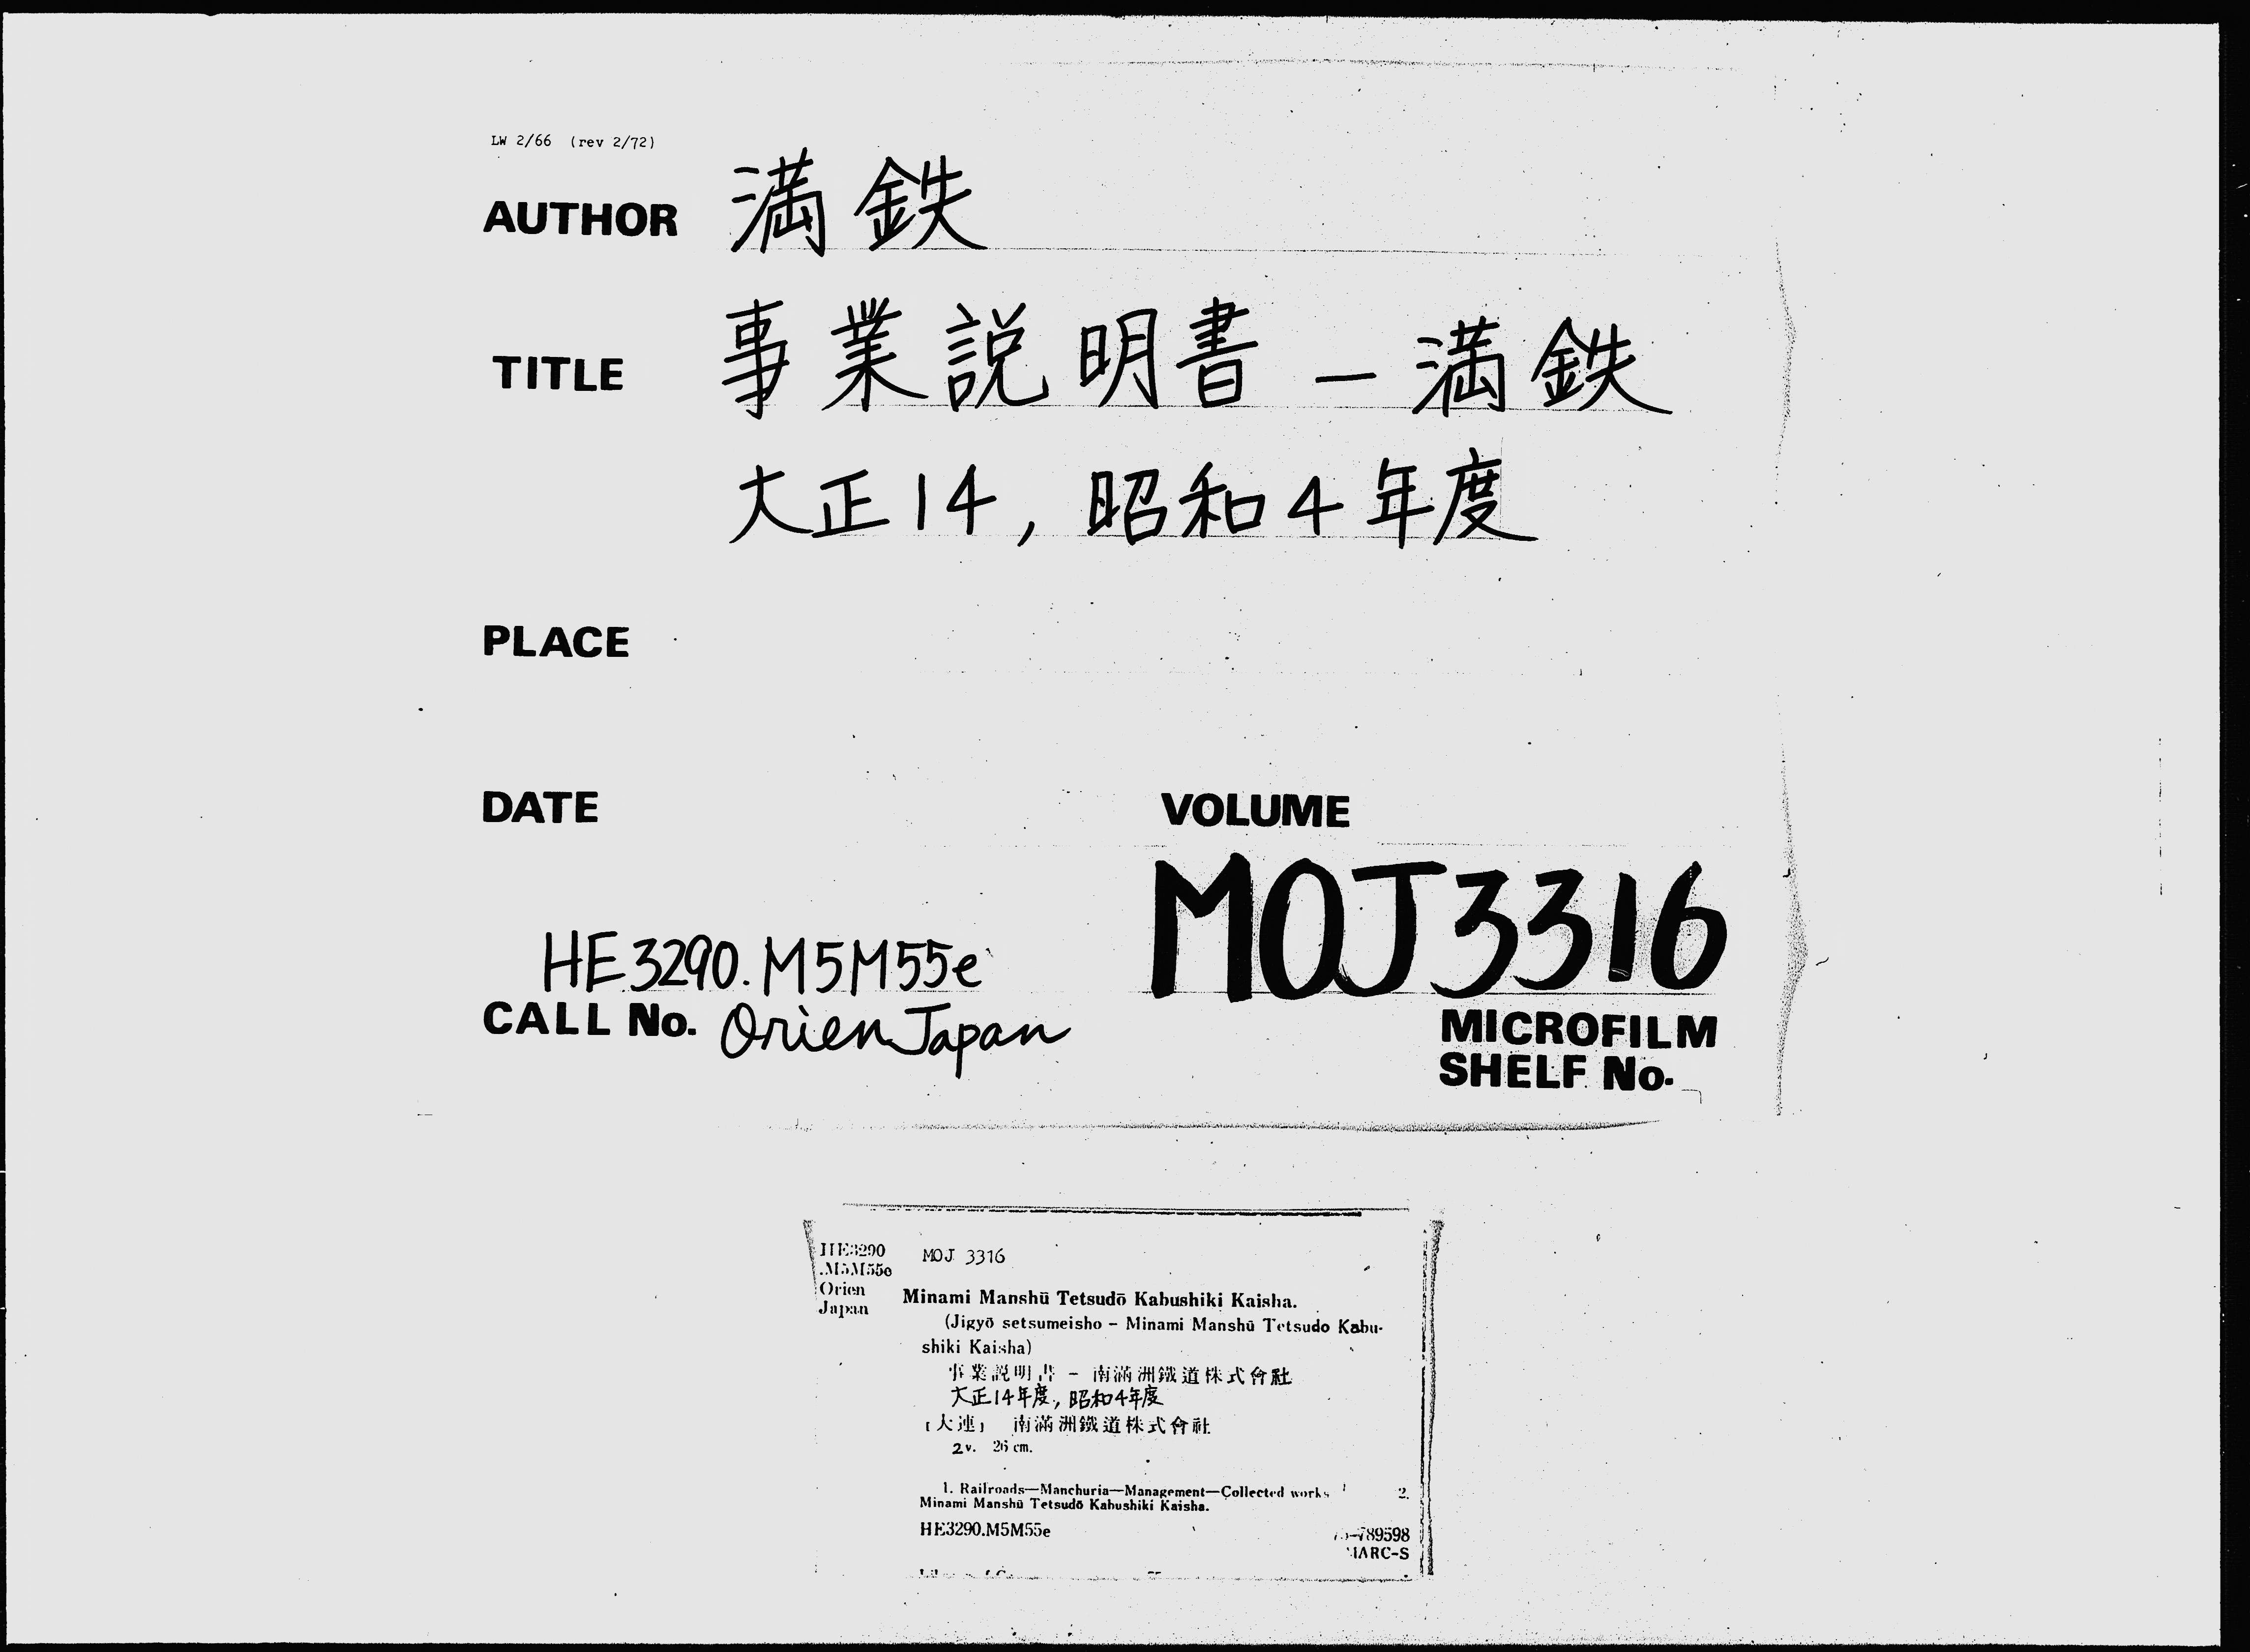 LW 2/66 (rev 2/72)
AUTHOR 満鉄
TITLE 事業説明書 – 満鉄
大正14, 昭和4年度
PLACE
DATE
VOLUME
MOJ3316
HE3290.M5M55e
CALL No. Orien Japan
MICROFILM
SHELF No.
HE3290 MOJ 3316
.M5M55e
Orien
Japan
Minami Manshū Tetsudō Kabushiki Kaisha.
(Jigyō setsumeisho – Minami Manshū Tetsudo Kabu-
shiki Kaisha)
事業説明書 – 南滿洲鐵道株式會社
大正14年度, 昭和4年度
[大連] 南滿洲鐵道株式會社
2v. 26 cm.
1. Railroads—Manchuria—Management—Collected works 2.
Minami Manshū Tetsudō Kabushiki Kaisha.
HE3290.M5M55e
789598
MARC-S